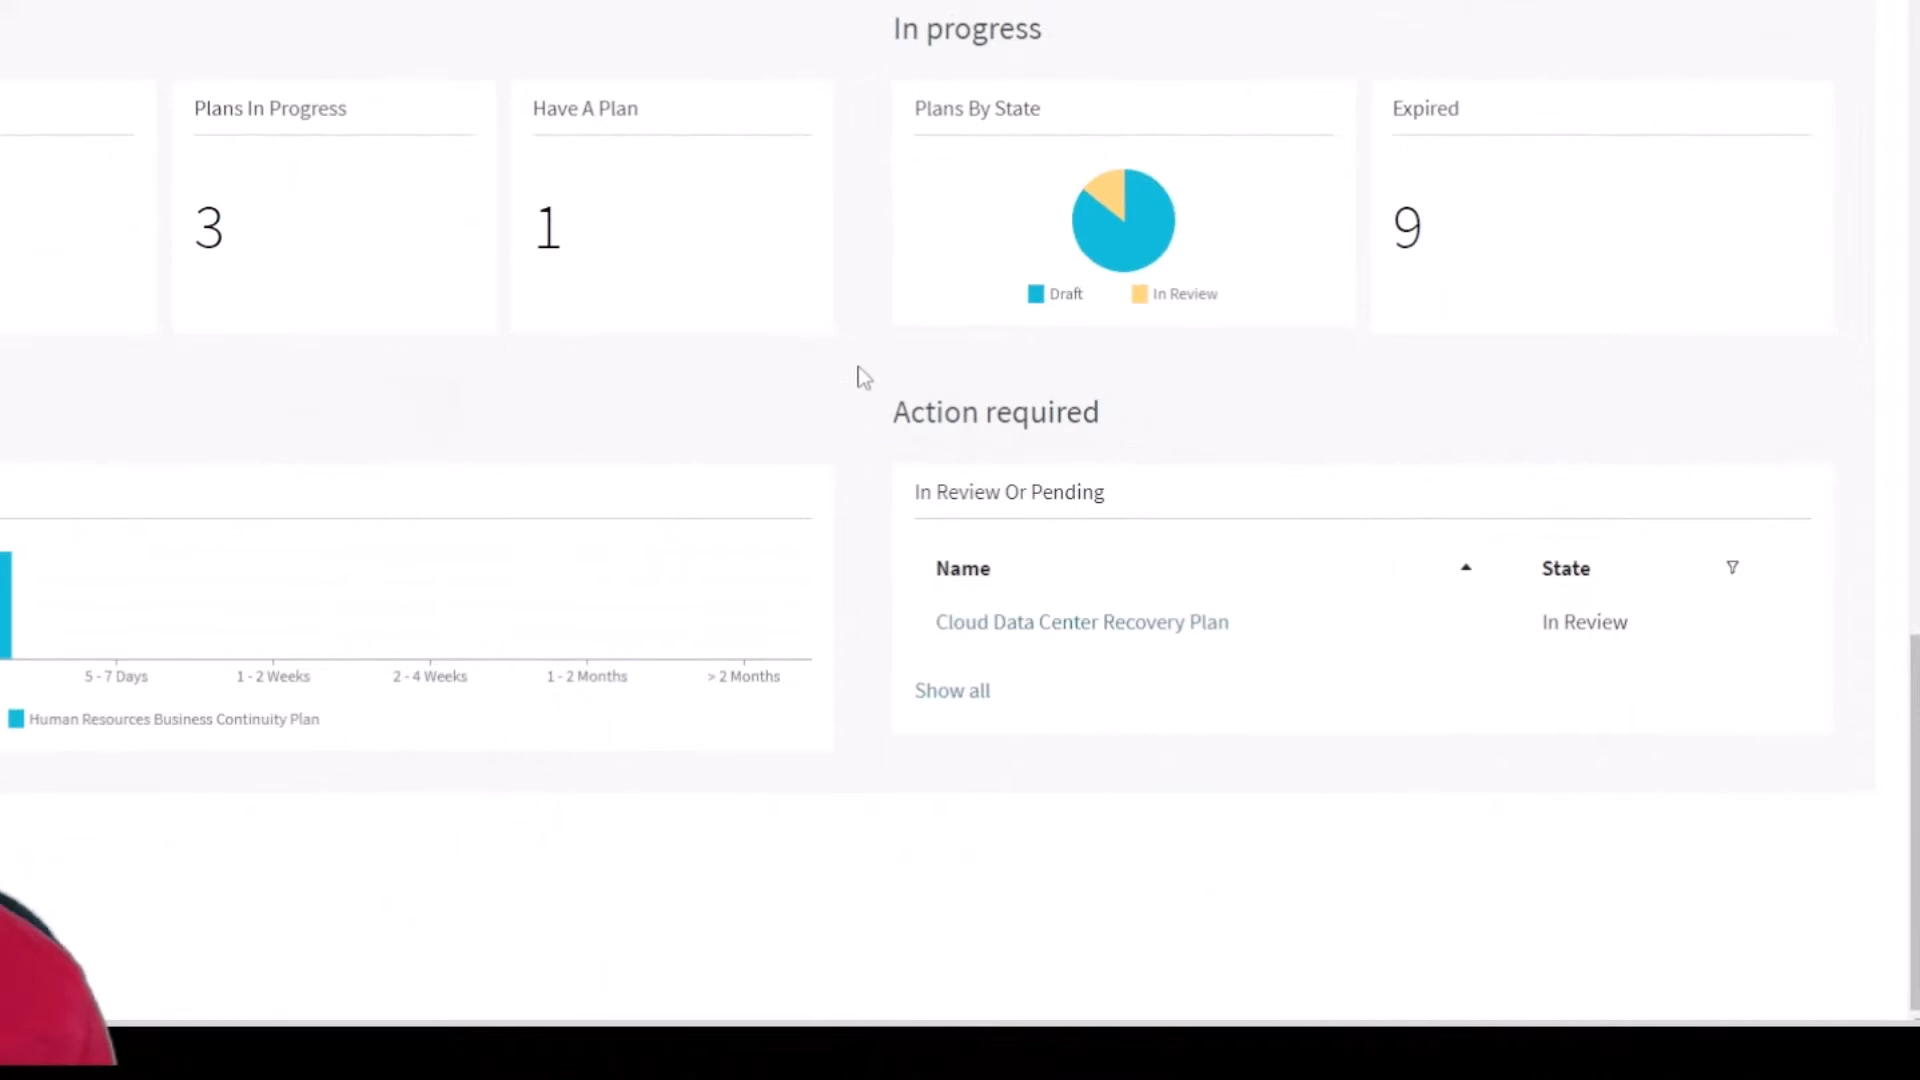 In progress
Plans In Progress
Have A Plan
Plans By State
Expired
3
1
9
Draft
In Review
Action required
In Review Or Pending
Name
State
Cloud Data Center Recovery Plan
In Review
Show all
5 - 7 Days
1 - 2 Weeks
2 - 4 Weeks
1 - 2 Months
> 2 Months
Human Resources Business Continuity Plan